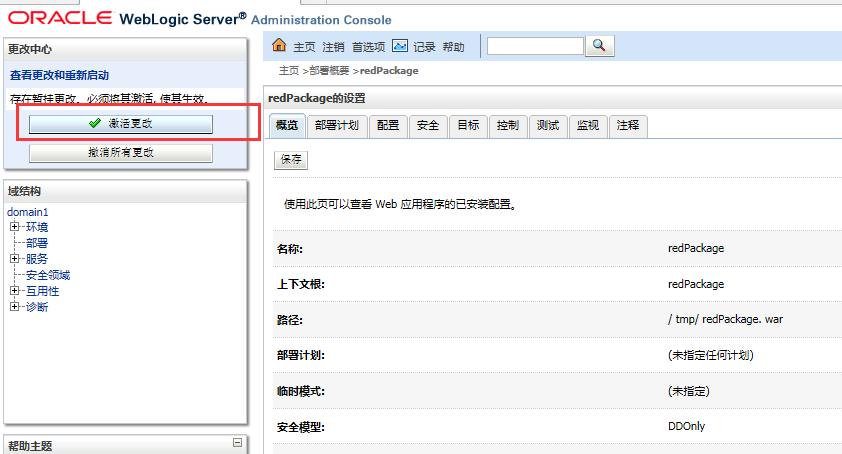 ORACLE WebLogic Server® Administration Console
更改中心
查看更改和重新启动
存在暂挂更改。必须将其激活, 使其生效。
激活更改
撤消所有更改
域结构
domain1
环境
部署
服务
安全领域
互用性
诊断
帮助主题
主页 注销 首选项 记录 帮助
主页 >部署概要 >redPackage
redPackage的设置
概览 部署计划 配置 安全 目标 控制 测试 监视 注释
保存
使用此页可以查看 Web 应用程序的已安装配置。
名称: redPackage
上下文根: redPackage
路径: / tmp/ redPackage. war
部署计划: (未指定任何计划)
临时模式: (未指定)
安全模型: DDOnly